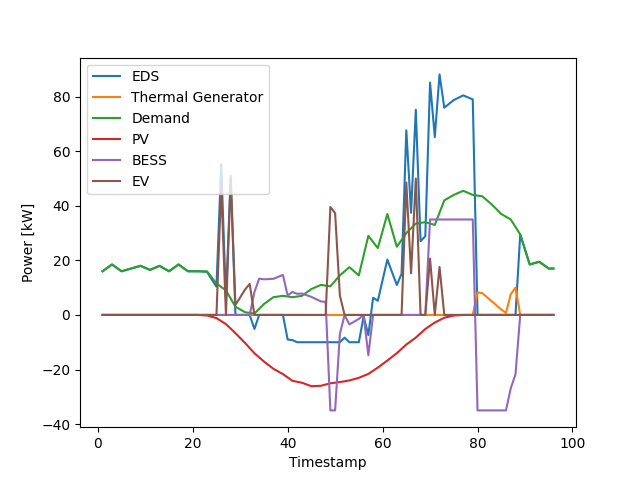 EDS
Thermal Generator
Demand
PV
BESS
EV
80
60
40
20
0
−20
−40
Power [kW]
0 20 40 60 80 100
Timestamp